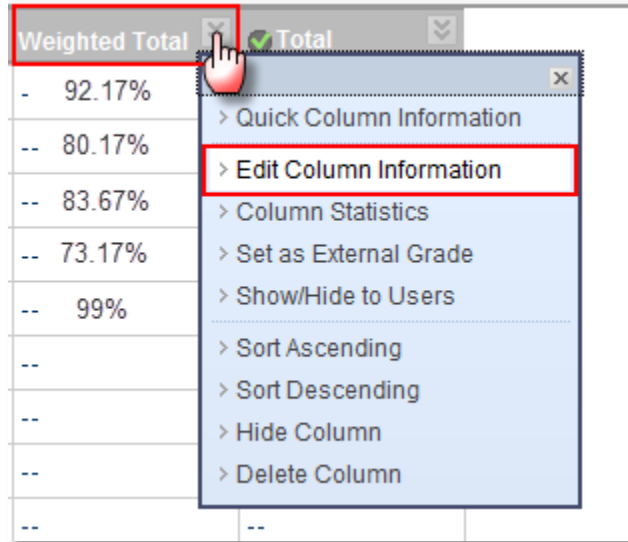 Weighted Total Total
- 92.17%
-- 80.17%
-- 83.67%
-- 73.17%
-- 99%
--
--
--
-- --
> Quick Column Information
> Edit Column Information
> Column Statistics
> Set as External Grade
> Show/Hide to Users
> Sort Ascending
> Sort Descending
> Hide Column
> Delete Column